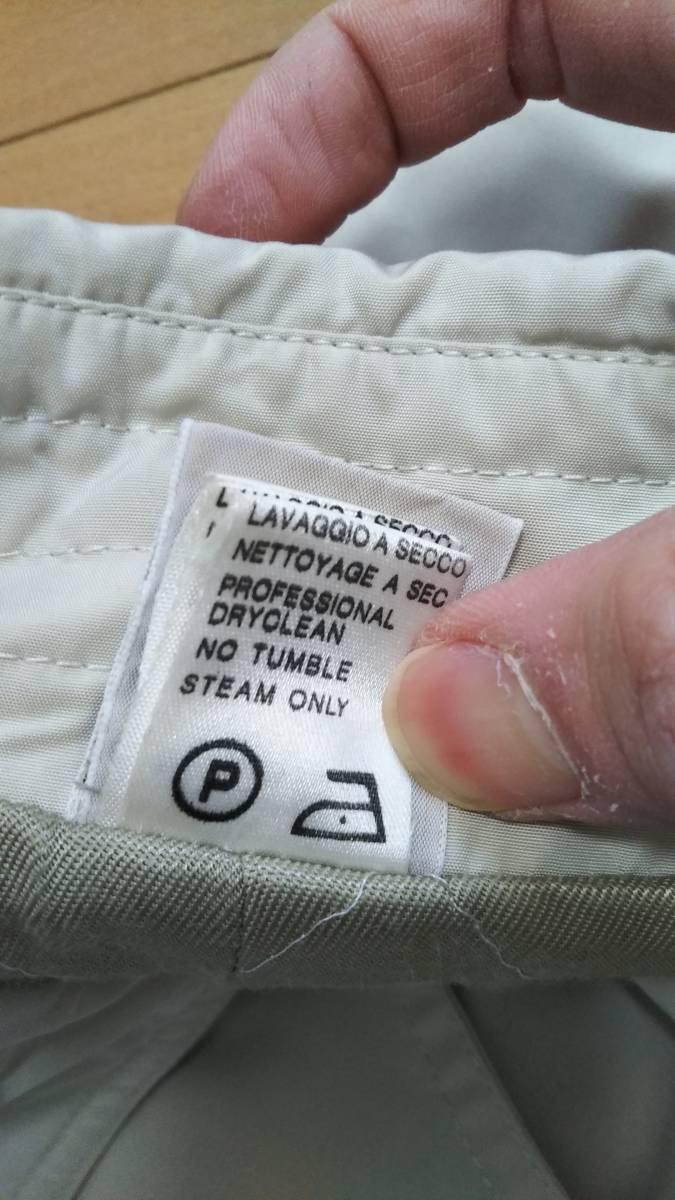 LAVAGGIO A SECCO
NETTOYAGE A SEC
PROFESSIONAL
DRYCLEAN
NO TUMBLE
STEAM ONLY
P